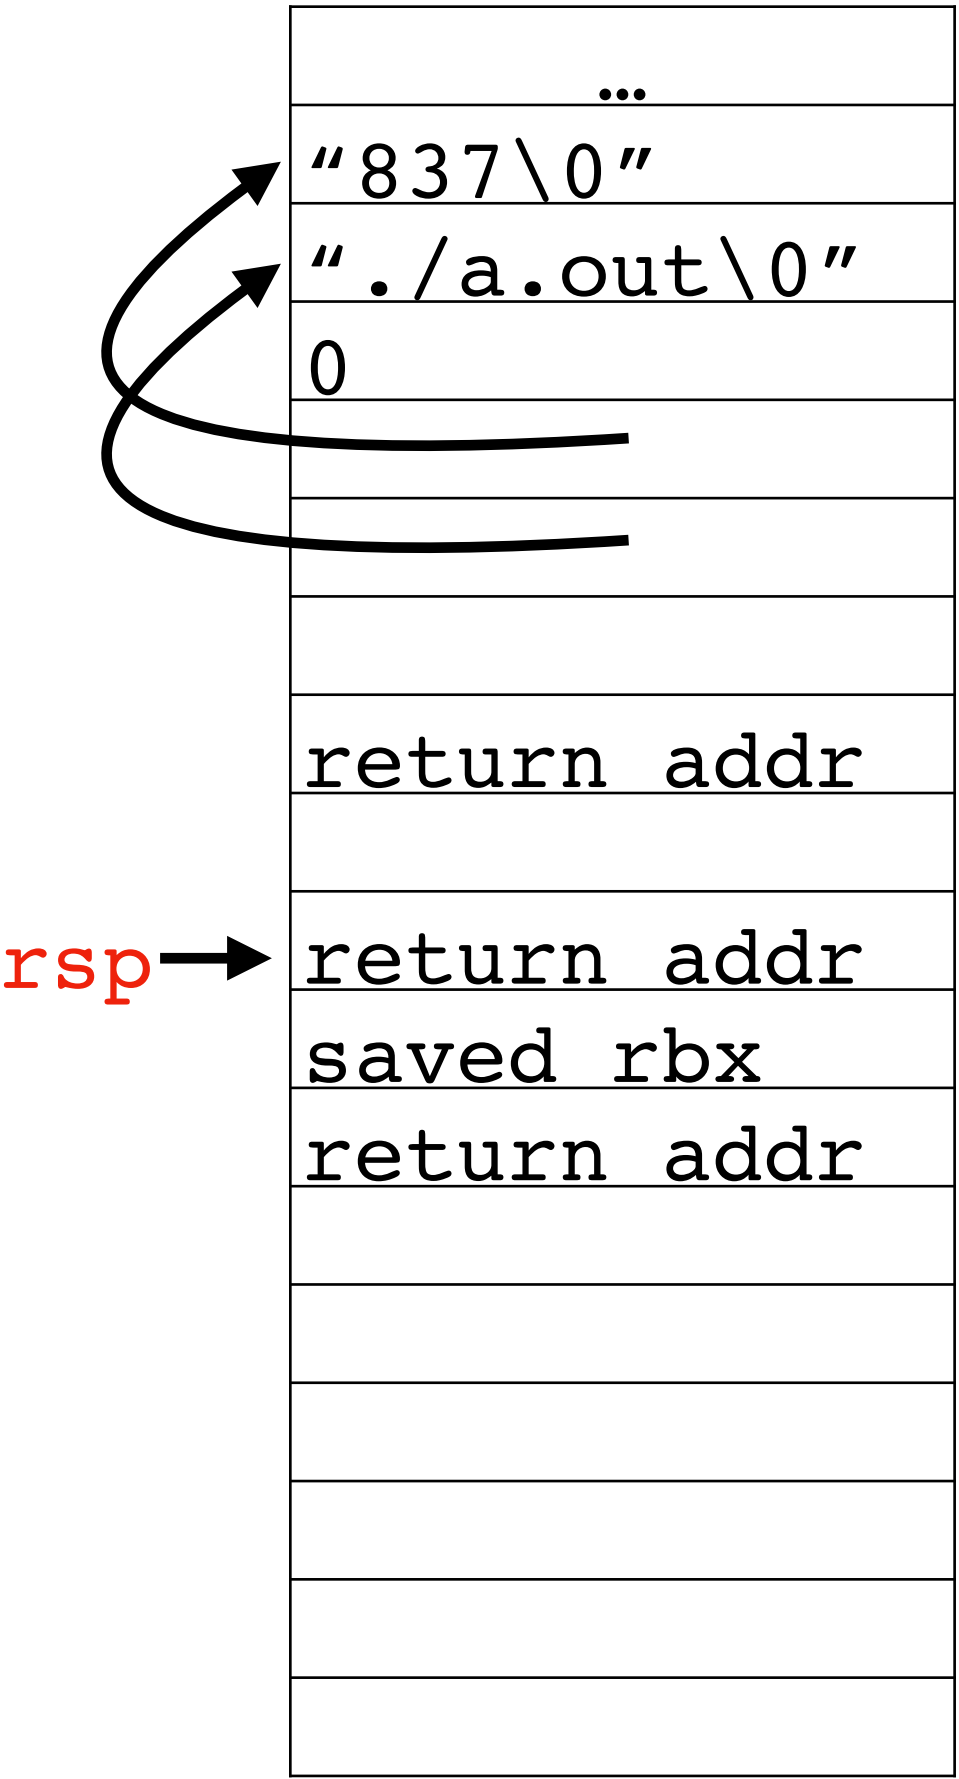 …
“837\0”
“./a.out\0”
0
return addr
rsp return addr
saved rbx
return addr